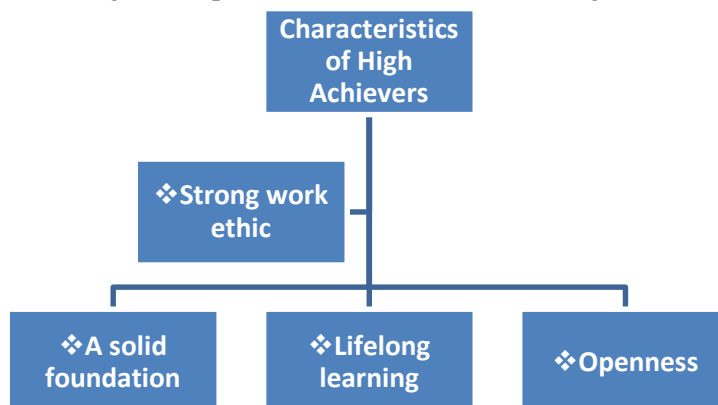 Characteristics
of High
Achievers
❖Strong work
ethic
❖A solid
foundation
❖Lifelong
learning
❖Openness